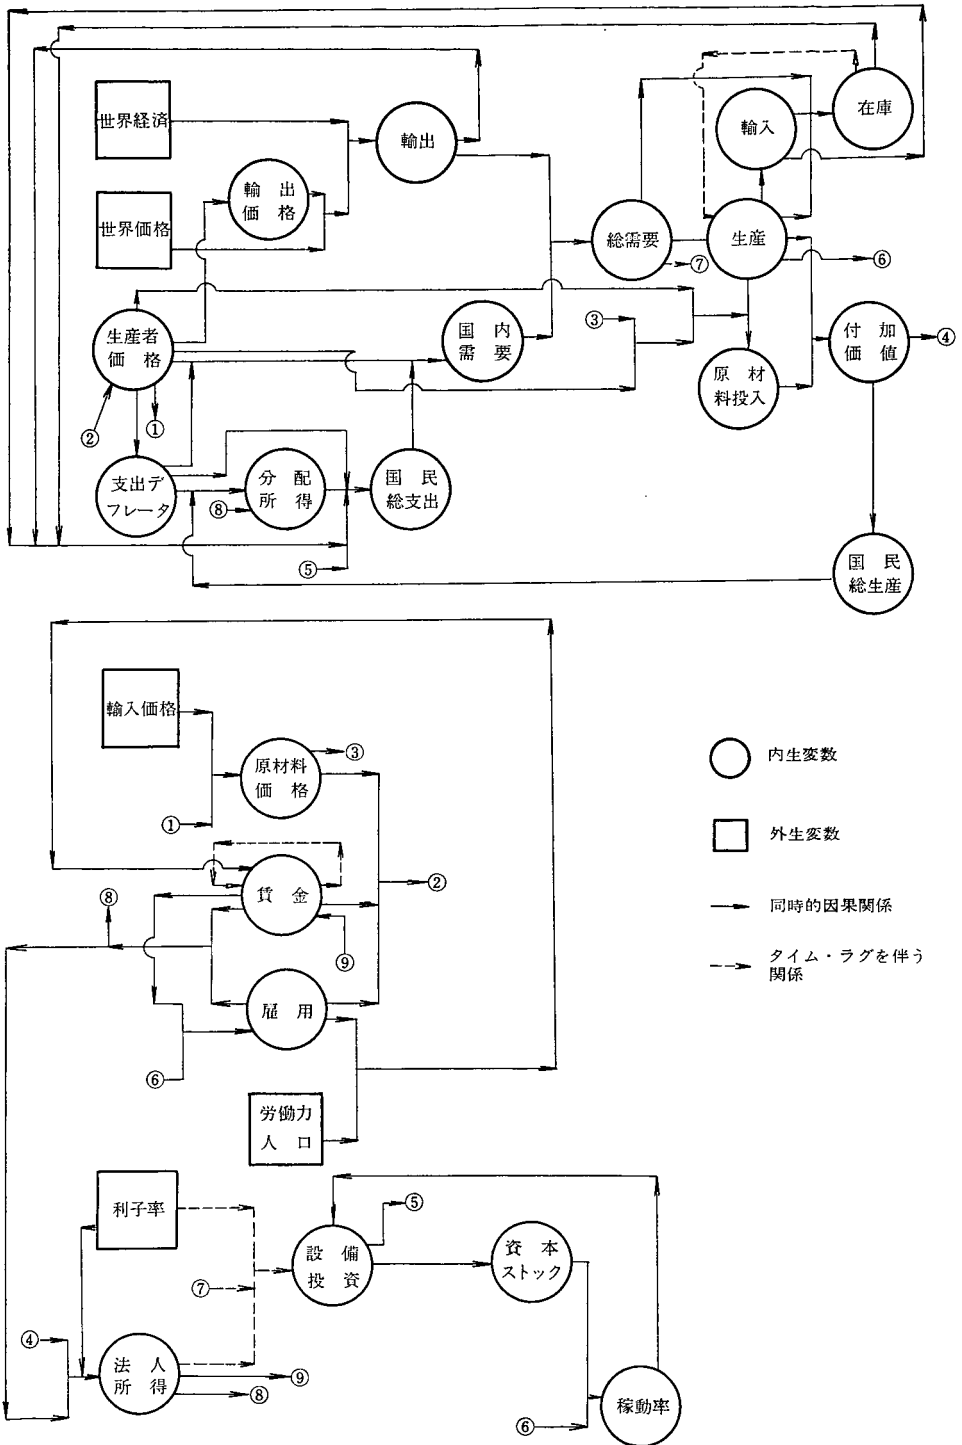 世界経済
輸出
輸入
在庫
輸出
価格
世界価格
総需要
生産
⑦
⑥
生産者
価格
国内
需要
③
付加
価値
④
原材
料投入
②
①
支出デ
フレータ
分配
所得
⑧
国民
総支出
⑤
国民
総生産
輸入価格
原材料
価格
③
①
内生変数
外生変数
同時的因果関係
タイム・ラグを伴う
関係
賃金
②
⑧
⑨
雇用
⑥
労働力
人口
利子率
設備
投資
⑤
資本
ストック
⑦
④
法人
所得
⑨
⑧
⑥
稼動率